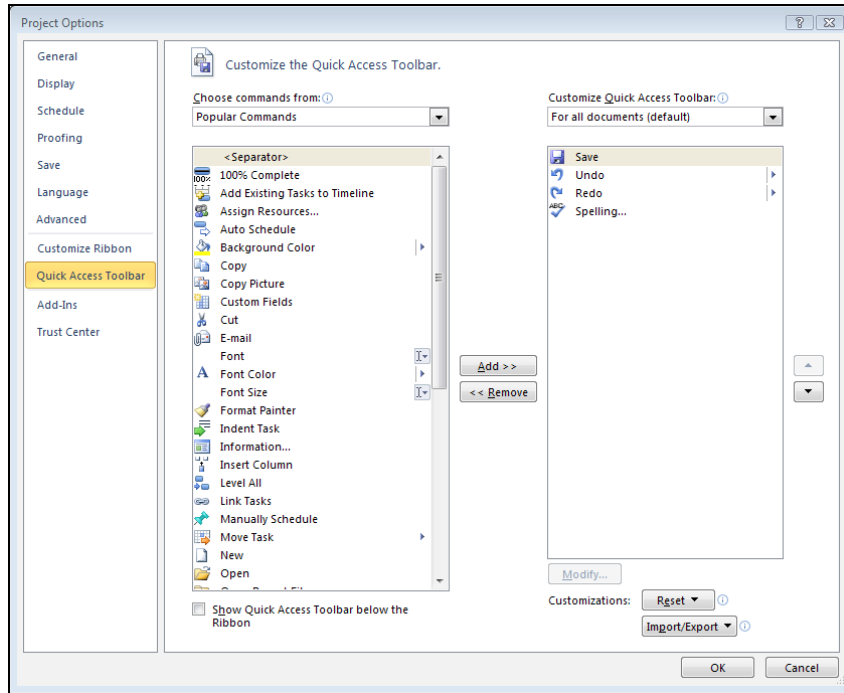 Project Options
General
Display
Schedule
Proofing
Save
Language
Advanced
Customize Ribbon
Quick Access Toolbar
Add-Ins
Trust Center
Customize the Quick Access Toolbar.
Choose commands from:
Popular Commands
<Separator>
100% Complete
Add Existing Tasks to Timeline
Assign Resources...
Auto Schedule
Background Color
Copy
Copy Picture
Custom Fields
Cut
E-mail
Font
Font Color
Font Size
Format Painter
Indent Task
Information...
Insert Column
Level All
Link Tasks
Manually Schedule
Move Task
New
Open
Show Quick Access Toolbar below the
Ribbon
Add >>
<< Remove
Customize Quick Access Toolbar:
For all documents (default)
Save
Undo
Redo
Spelling...
Modify...
Customizations:
Reset
Import/Export
OK
Cancel